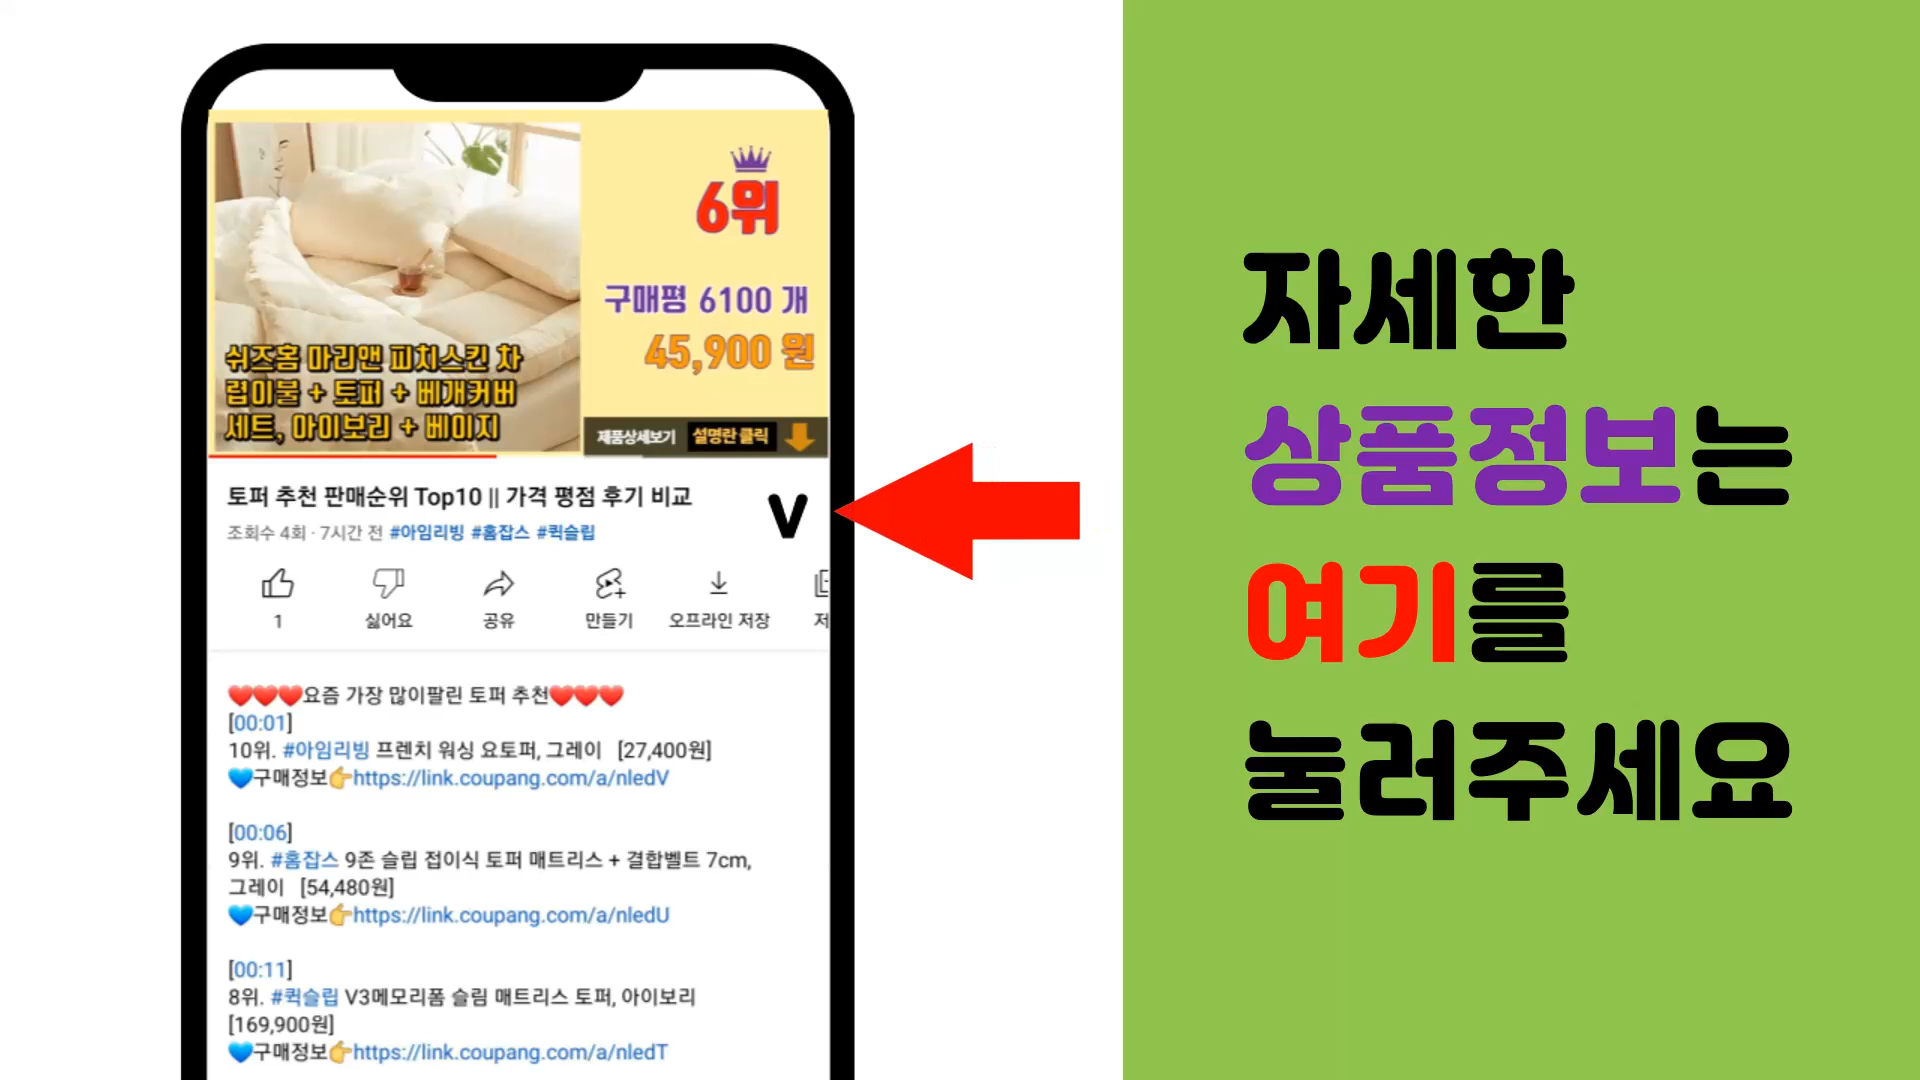 6위
구매평 6100 개
45,900 원
쉬즈홈 마리앤 피치스킨 차
렵이불 + 토퍼 + 베개커버
세트, 아이보리 + 베이지
제품상세보기 설명란 클릭
토퍼 추천 판매순위 Top10 || 가격 평점 후기 비교
V
조회수 4회 · 7시간 전 #아임리빙 #홈잡스 #퀵슬립
1 싫어요 공유 만들기 오프라인 저장 저
❤️❤️❤️요즘 가장 많이팔린 토퍼 추천❤️❤️❤️
[00:01]
10위. #아임리빙 프렌치 워싱 요토퍼, 그레이 [27,400원]
💙구매정보👉https://link.coupang.com/a/nledV
[00:06]
9위. #홈잡스 9존 슬립 접이식 토퍼 매트리스 + 결합벨트 7cm,
그레이 [54,480원]
💙구매정보👉https://link.coupang.com/a/nledU
[00:11]
8위. #퀵슬립 V3메모리폼 슬림 매트리스 토퍼, 아이보리
[169,900원]
💙구매정보👉https://link.coupang.com/a/nledT
자세한
상품정보는
여기를
눌러주세요